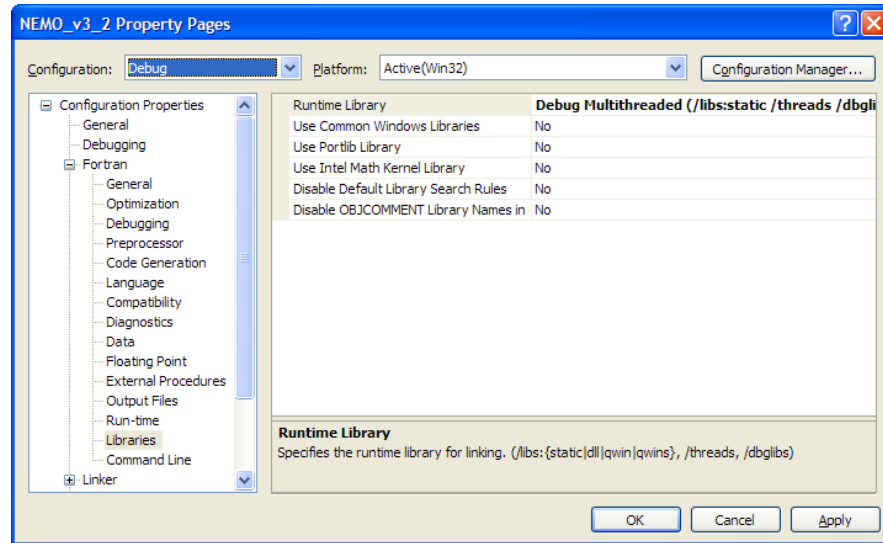 NEMO_v3_2 Property Pages
Configuration: Debug Platform: Active(Win32) Configuration Manager...
Configuration Properties
General
Debugging
Fortran
General
Optimization
Debugging
Preprocessor
Code Generation
Language
Compatibility
Diagnostics
Data
Floating Point
External Procedures
Output Files
Run-time
Libraries
Command Line
Linker
Runtime Library Debug Multithreaded (/libs:static /threads /dbgli
Use Common Windows Libraries No
Use Portlib Library No
Use Intel Math Kernel Library No
Disable Default Library Search Rules No
Disable OBJCOMMENT Library Names in No
Runtime Library
Specifies the runtime library for linking. (/libs:{static|dll|qwin|qwins}, /threads, /dbglibs)
OK Cancel Apply